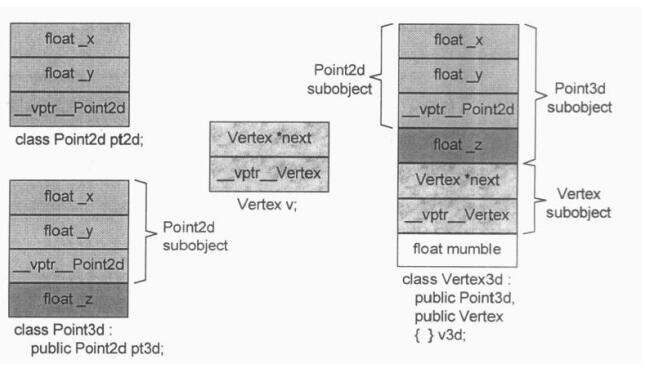 float _x
float _y
__vptr__Point2d
class Point2d pt2d;
float _x
float _y
__vptr__Point2d
float _z
Point2d
subobject
class Point3d :
public Point2d pt3d;
Vertex *next
__vptr__Vertex
Vertex v;
Point2d
subobject
float _x
float _y
__vptr__Point2d
float _z
Vertex *next
__vptr__Vertex
float mumble
Point3d
subobject
Vertex
subobject
class Vertex3d :
public Point3d,
public Vertex
{ } v3d;